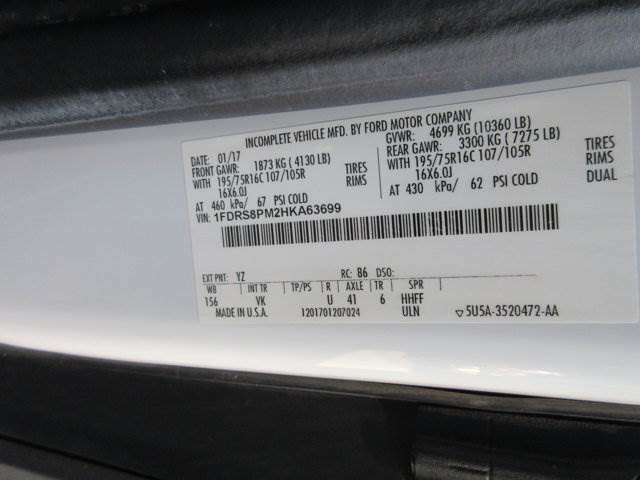 INCOMPLETE VEHICLE MFD. BY FORD MOTOR COMPANY
DATE: 01/17 GVWR: 4699 KG (10360 LB)
FRONT GAWR: 1873 KG (4130 LB) REAR GAWR: 3300 KG (7275 LB)
WITH 195/75R16C 107/105R TIRES WITH 195/75R16C 107/105R TIRES
16X6.0J RIMS 16X6.0J RIMS
AT 460 kPa/ 67 PSI COLD AT 430 kPa/ 62 PSI COLD DUAL
VIN: 1FDRS8PM2HKA63699
EXT PNT: YZ RC: 86 DSO:
WB INT TR TP/PS R AXLE TR SPR
156 VK U 41 6 HHFF
MADE IN U.S.A. 1201701207024 ULN ▽5U5A-3520472-AA